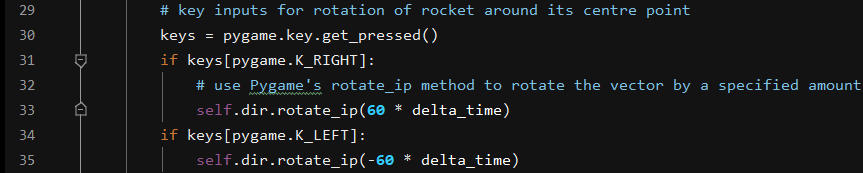 29 # key inputs for rotation of rocket around its centre point
30 keys = pygame.key.get_pressed()
31 if keys[pygame.K_RIGHT]:
32 # use Pygame's rotate_ip method to rotate the vector by a specified amount
33 self.dir.rotate_ip(60 * delta_time)
34 if keys[pygame.K_LEFT]:
35 self.dir.rotate_ip(-60 * delta_time)